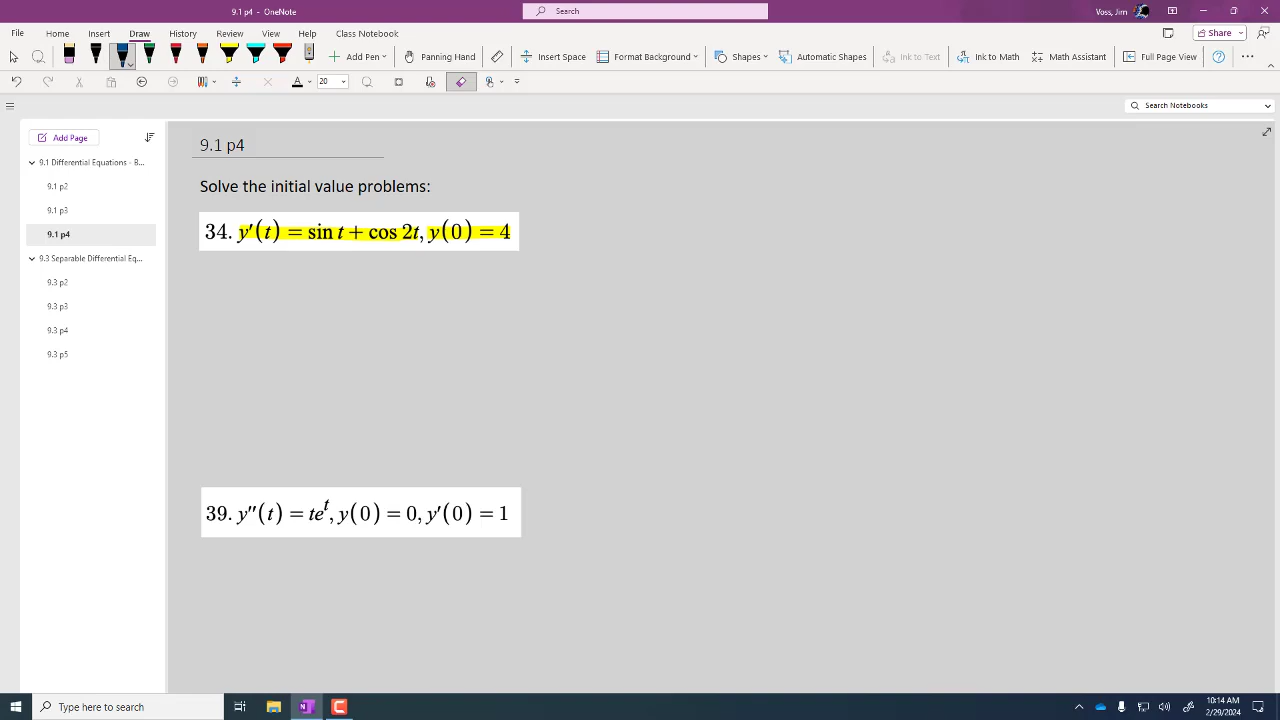 9.1 p4 - OneNote
Search
Voss, Jim
File Home Insert Draw History Review View Help Class Notebook
Share
Add Pen
Panning Hand
Insert Space
Format Background
Shapes
Automatic Shapes
Ink to Text
Ink to Math
Math Assistant
Full Page View
A 20
Search Notebooks
Add Page
9.1 Differential Equations - B...
9.1 p2
9.1 p3
9.1 p4
9.3 Separable Differential Eq...
9.3 p2
9.3 p3
9.3 p4
9.3 p5
9.1 p4
Solve the initial value problems:
34. y′(t) = sin t + cos 2t, y(0) = 4
39. y″(t) = te^t, y(0) = 0, y′(0) = 1
Type here to search
10:14 AM
2/29/2024